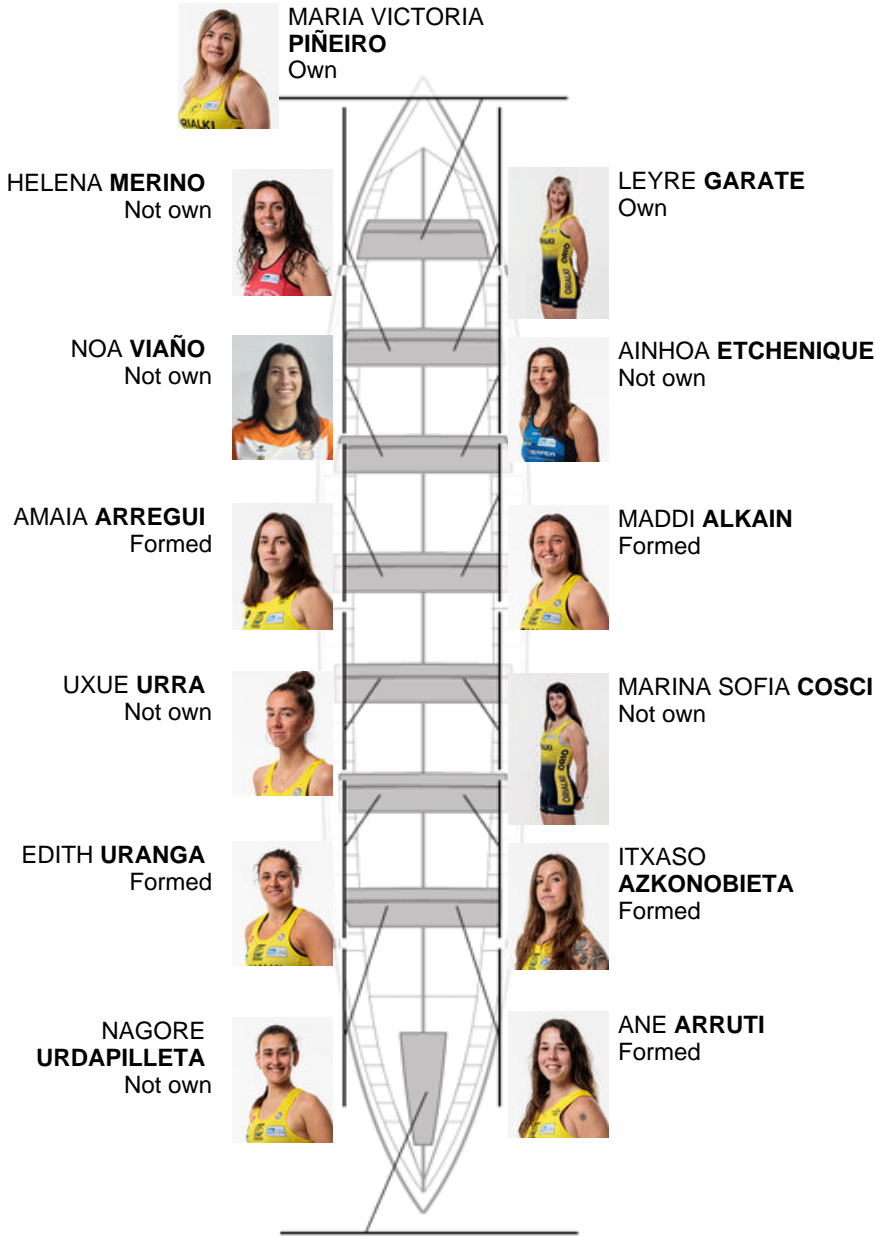 MARIA VICTORIA
PIÑEIRO
Own
HELENA MERINO
Not own
LEYRE GARATE
Own
NOA VIAÑO
Not own
AINHOA ETCHENIQUE
Not own
AMAIA ARREGUI
Formed
MADDI ALKAIN
Formed
UXUE URRA
Not own
MARINA SOFIA COSCI
Not own
EDITH URANGA
Formed
ITXASO
AZKONOBIETA
Formed
NAGORE
URDAPILLETA
Not own
ANE ARRUTI
Formed